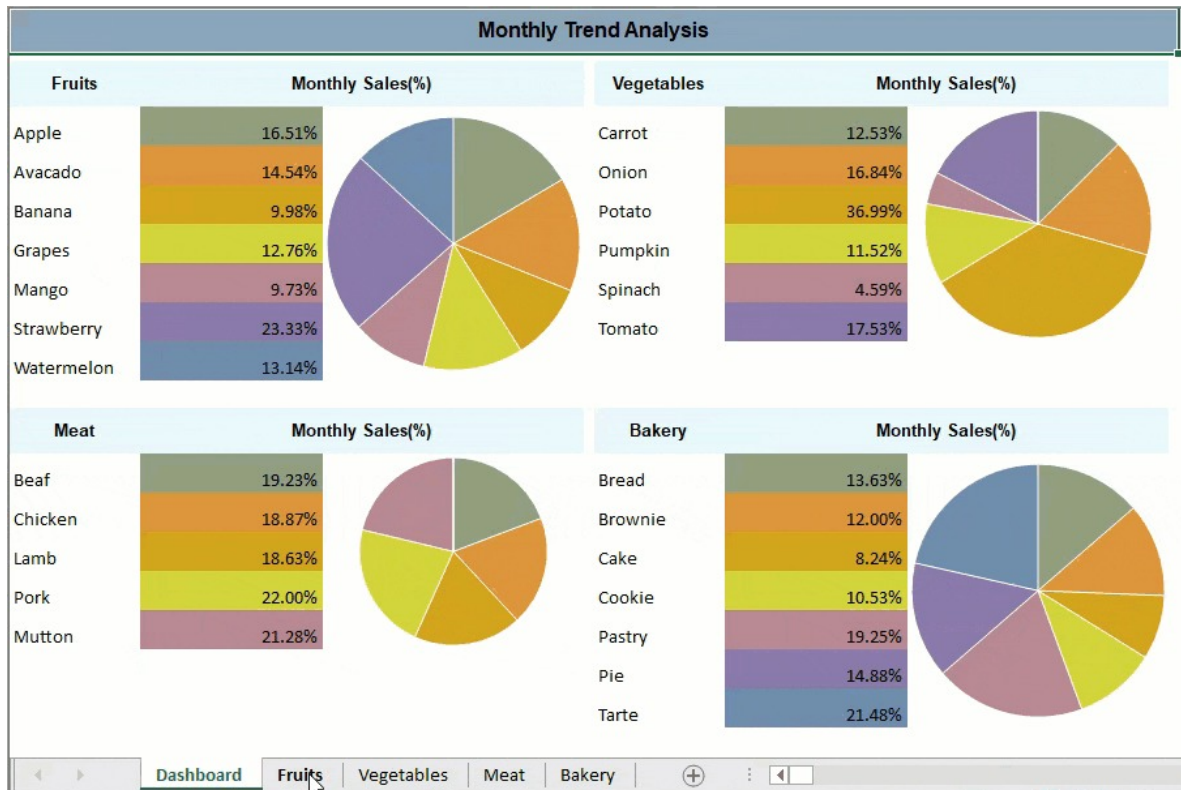 Monthly Trend Analysis
Fruits Monthly Sales(%)
Apple 16.51%
Avacado 14.54%
Banana 9.98%
Grapes 12.76%
Mango 9.73%
Strawberry 23.33%
Watermelon 13.14%
Vegetables Monthly Sales(%)
Carrot 12.53%
Onion 16.84%
Potato 36.99%
Pumpkin 11.52%
Spinach 4.59%
Tomato 17.53%
Meat Monthly Sales(%)
Beaf 19.23%
Chicken 18.87%
Lamb 18.63%
Pork 22.00%
Mutton 21.28%
Bakery Monthly Sales(%)
Bread 13.63%
Brownie 12.00%
Cake 8.24%
Cookie 10.53%
Pastry 19.25%
Pie 14.88%
Tarte 21.48%
Dashboard Fruits Vegetables Meat Bakery